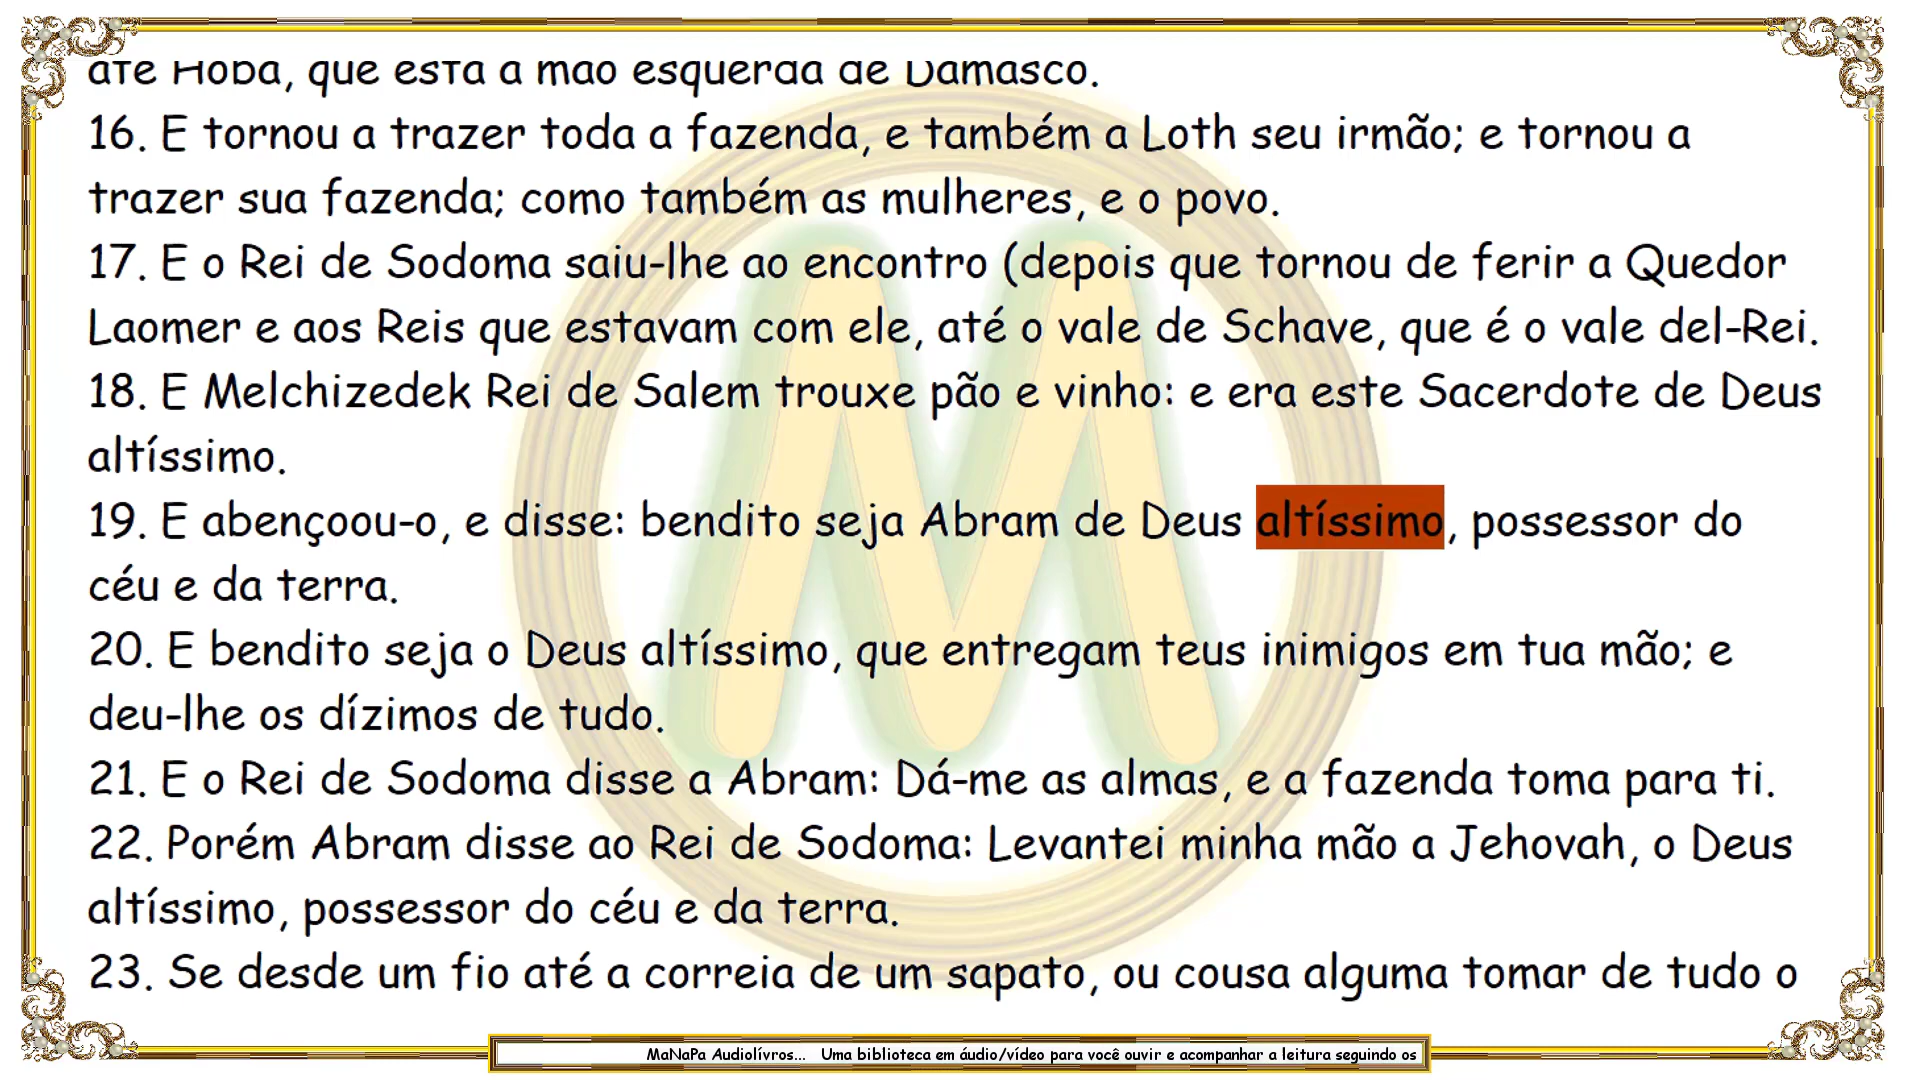 até Hoba, que está à mão esquerda de Damasco.
16. E tornou a trazer toda a fazenda, e também a Loth seu irmão; e tornou a
trazer sua fazenda; como também as mulheres, e o povo.
17. E o Rei de Sodoma saiu-lhe ao encontro (depois que tornou de ferir a Quedor
Laomer e aos Reis que estavam com ele, até o vale de Schave, que é o vale del-Rei.
18. E Melchizedek Rei de Salem trouxe pão e vinho: e era este Sacerdote de Deus
altíssimo.
19. E abençoou-o, e disse: bendito seja Abram de Deus altíssimo, possessor do
céu e da terra.
20. E bendito seja o Deus altíssimo, que entregam teus inimigos em tua mão; e
deu-lhe os dízimos de tudo.
21. E o Rei de Sodoma disse a Abram: Dá-me as almas, e a fazenda toma para ti.
22. Porém Abram disse ao Rei de Sodoma: Levantei minha mão a Jehovah, o Deus
altíssimo, possessor do céu e da terra.
23. Se desde um fio até a correia de um sapato, ou cousa alguma tomar de tudo o
MaNaPa Audiolívros... Uma biblioteca em áudio/vídeo para você ouvir e acompanhar a leitura seguindo os